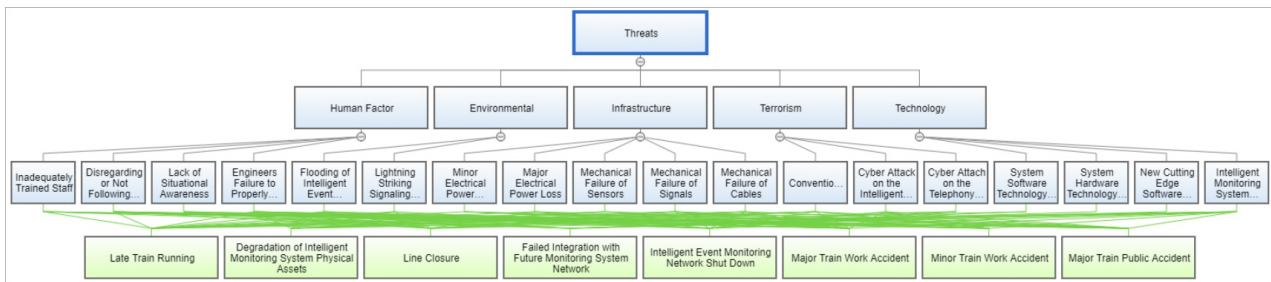 Threats
Human Factor
Environmental
Infrastructure
Terrorism
Technology
Inadequately
Trained Staff
Disregarding
or Not
Following...
Lack of
Situational
Awareness
Engineers
Failure to
Properly...
Flooding of
Intelligent
Event...
Lightning
Striking
Signaling...
Minor
Electrical
Power...
Major
Electrical
Power Loss
Mechanical
Failure of
Sensors
Mechanical
Failure of
Signals
Mechanical
Failure of
Cables
Conventio...
Cyber Attack
on the
Intelligent...
Cyber Attach
on the
Telephony...
System
Software
Technology...
System
Hardware
Technology...
New Cutting
Edge
Software...
Intelligent
Monitoring
System...
Late Train Running
Degradation of Intelligent
Monitoring System Physical
Assets
Line Closure
Failed Integration with
Future Monitoring System
Network
Intelligent Event Monitoring
Network Shut Down
Major Train Work Accident
Minor Train Work Accident
Major Train Public Accident